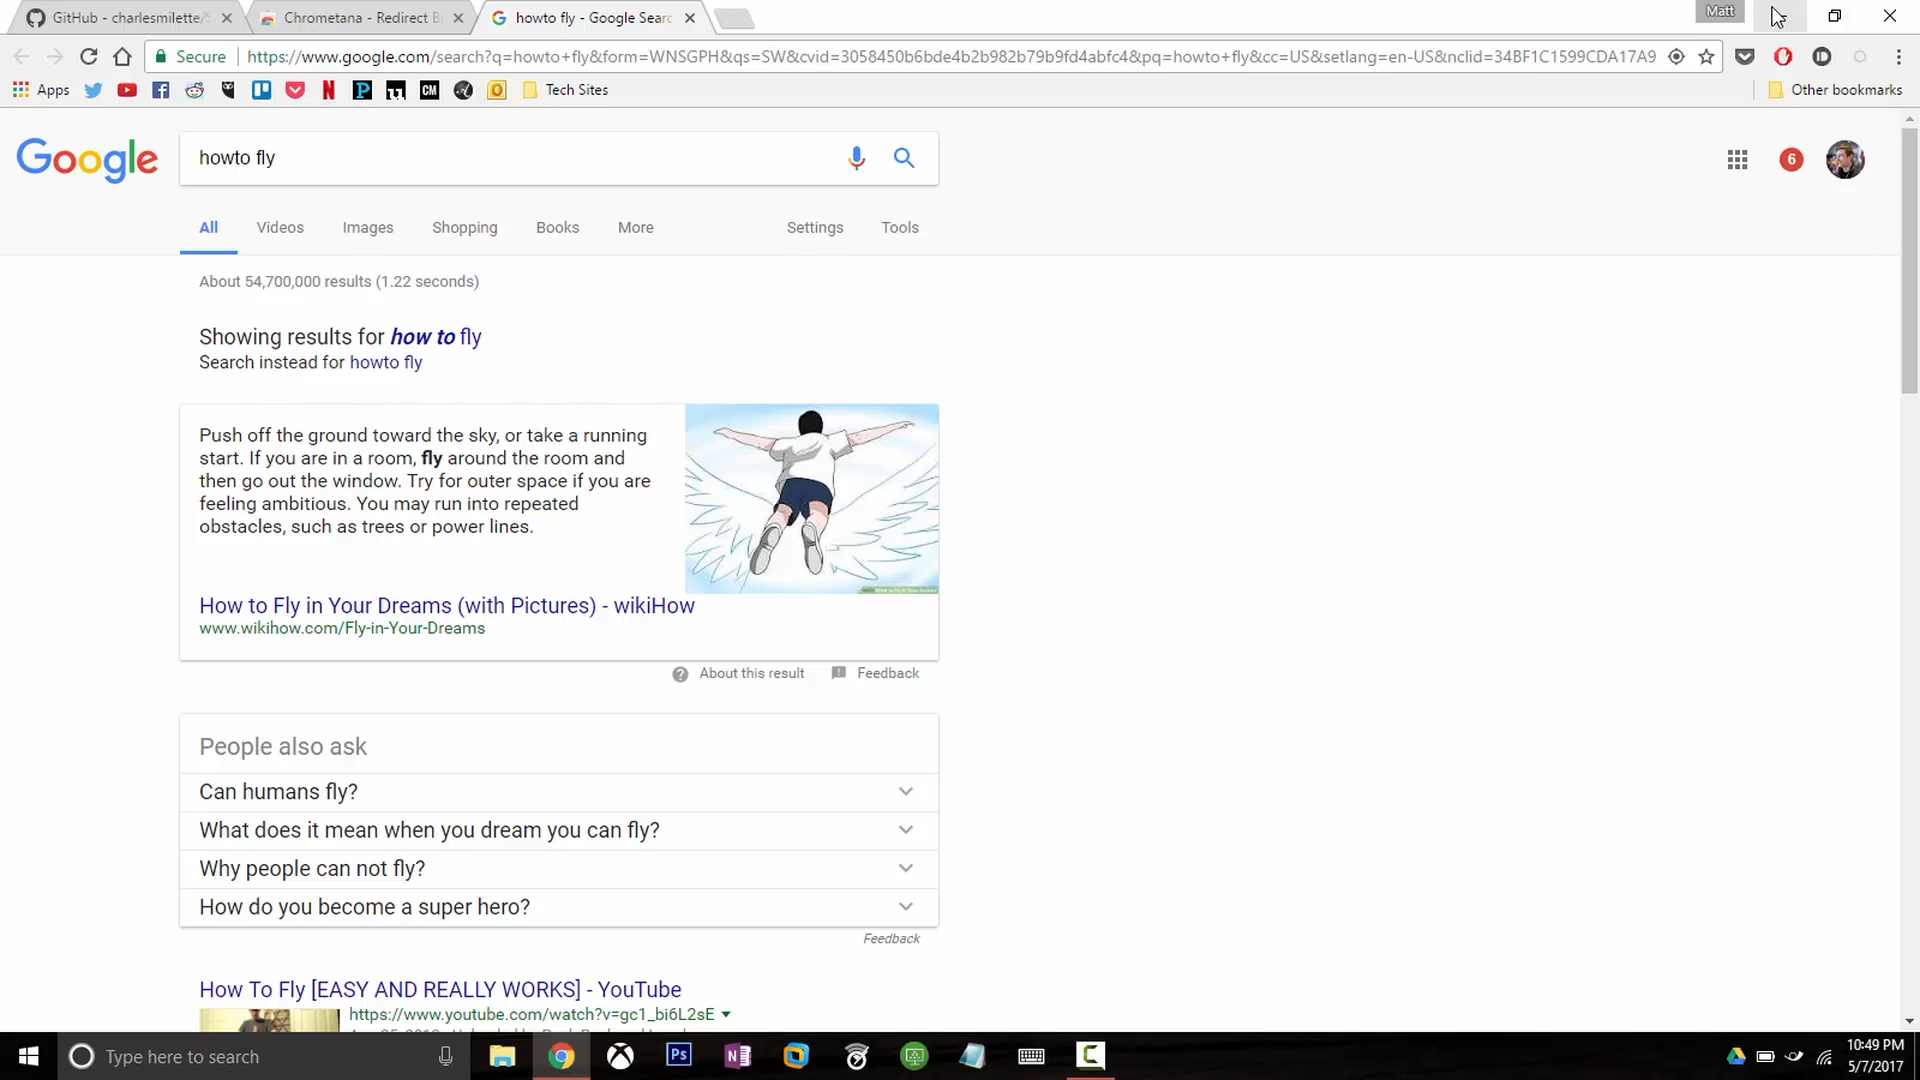 GitHub - charlesmilette/S
Chrometana - Redirect B
howto fly - Google Searc
Matt
Secure
https://www.google.com/search?q=howto+fly&form=WNSGPH&qs=SW&cvid=3058450b6bde4b2b982b79b9fd4abfc4&pq=howto+fly&cc=US&setlang=en-US&nclid=34BF1C1599CDA17A9
Apps
Tech Sites
Other bookmarks
Google
howto fly
6
All
Videos
Images
Shopping
Books
More
Settings
Tools
About 54,700,000 results (1.22 seconds)
Showing results for how to fly
Search instead for howto fly
Push off the ground toward the sky, or take a running
start. If you are in a room, fly around the room and
then go out the window. Try for outer space if you are
feeling ambitious. You may run into repeated
obstacles, such as trees or power lines.
How to Fly in Your Dreams (with Pictures) - wikiHow
www.wikihow.com/Fly-in-Your-Dreams
About this result
Feedback
People also ask
Can humans fly?
What does it mean when you dream you can fly?
Why people can not fly?
How do you become a super hero?
Feedback
How To Fly [EASY AND REALLY WORKS] - YouTube
https://www.youtube.com/watch?v=gc1_bi6L2sE
Type here to search
10:49 PM
5/7/2017